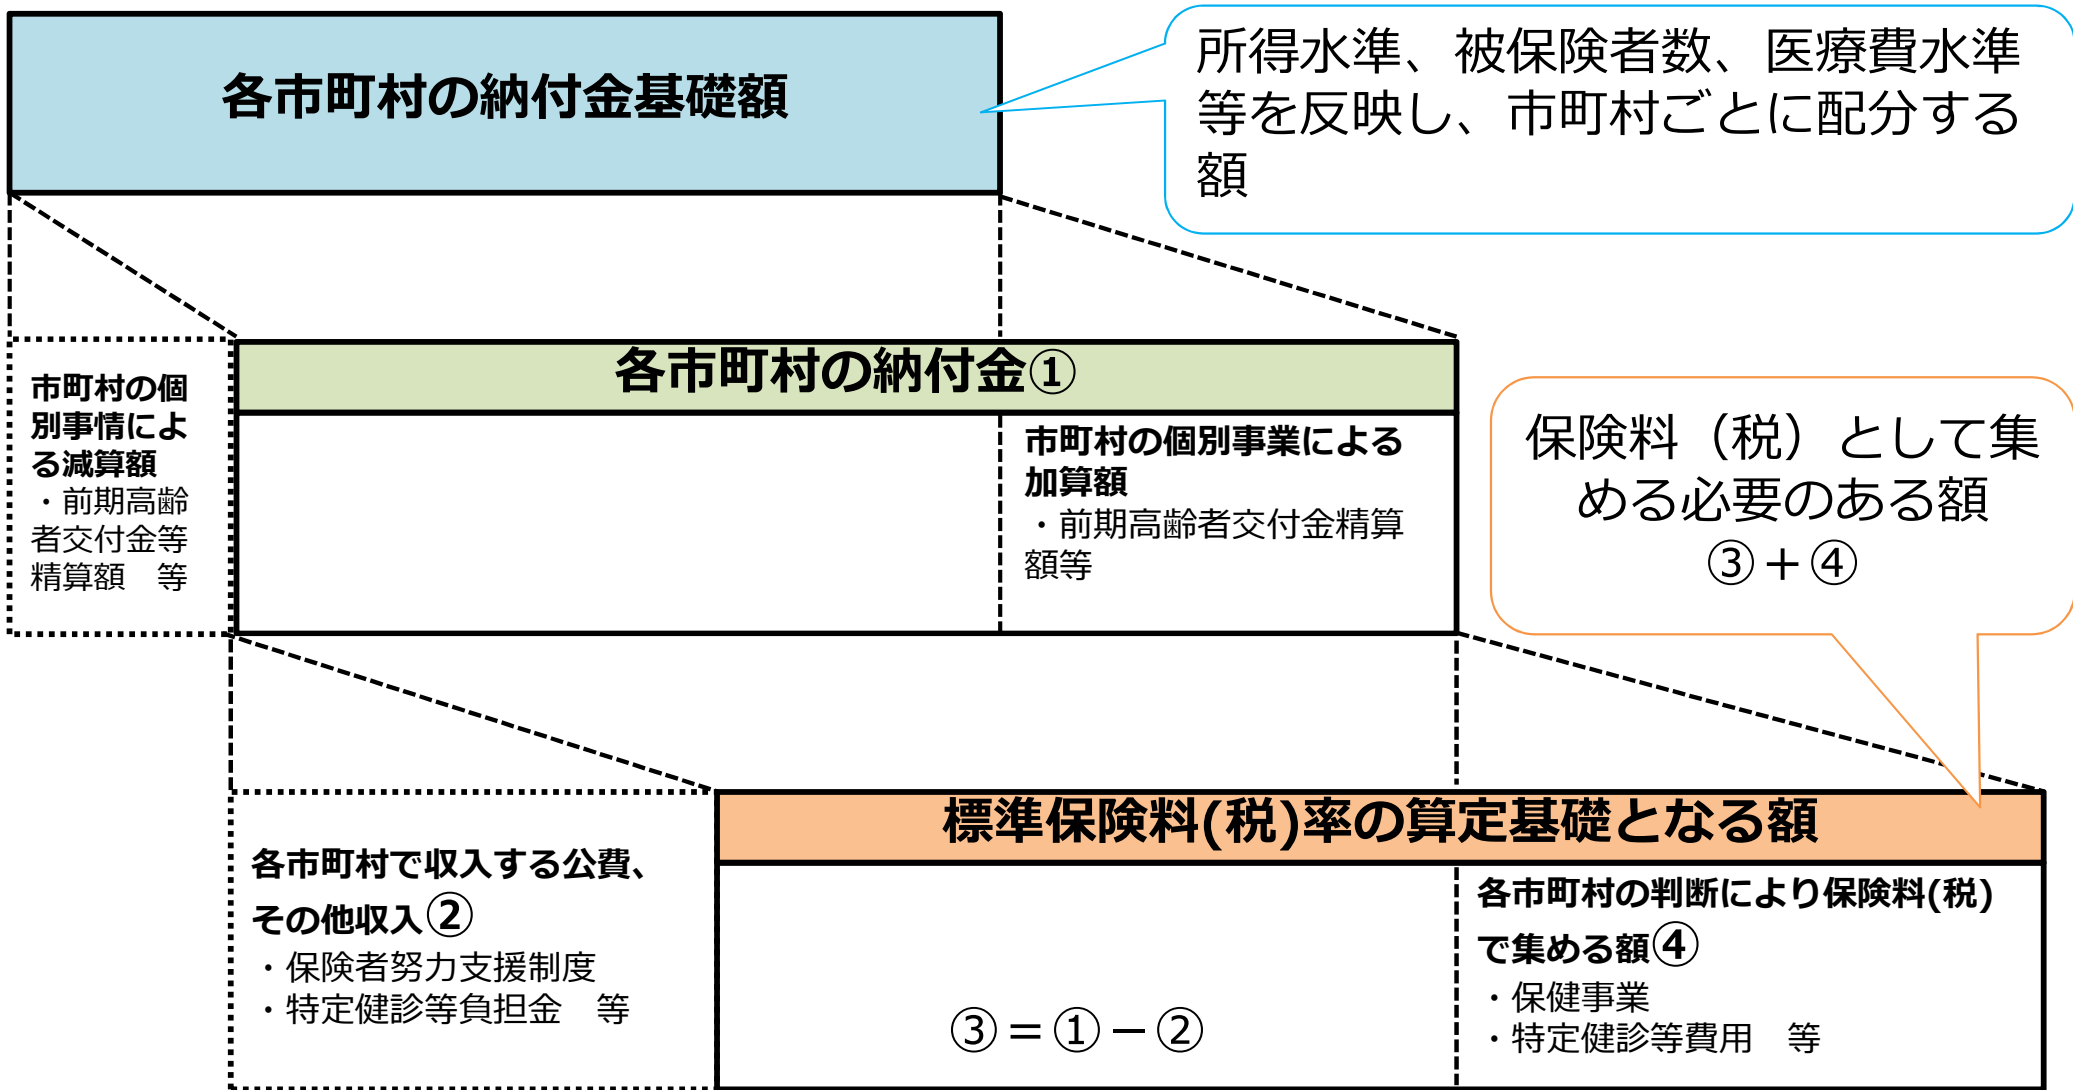 各市町村の納付金基礎額
所得水準、被保険者数、医療費水準
等を反映し、市町村ごとに配分する
額
各市町村の納付金①
市町村の個
別事情によ
る減算額
・前期高齢
者交付金等
精算額　等
市町村の個別事業による
加算額
・前期高齢者交付金精算
額等
保険料（税）として集
める必要のある額
③＋④
標準保険料(税)率の算定基礎となる額
各市町村で収入する公費、
その他収入②
・保険者努力支援制度
・特定健診等負担金　等
③＝①－②
各市町村の判断により保険料(税)
で集める額④
・保健事業
・特定健診等費用　等